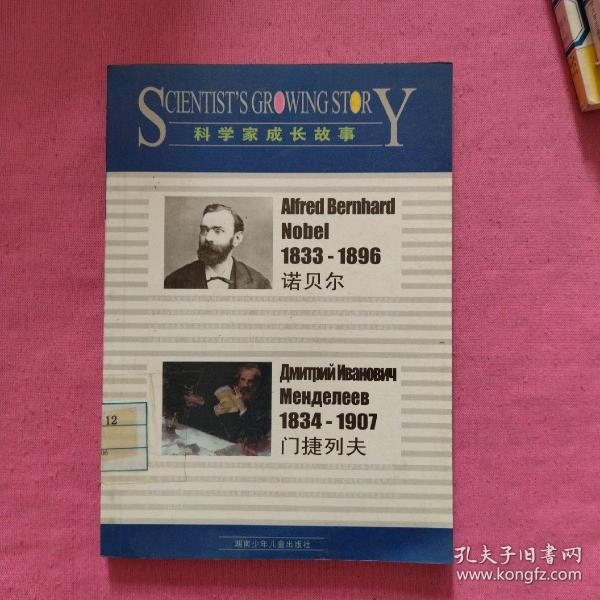 SCIENTIST'S GROWING STORY
科学家成长故事
Alfred Bernhard
Nobel
1833 - 1896
诺贝尔
Дмитрий Иванович
Менделеев
1834 - 1907
门捷列夫
12
湖南少年儿童出版社
孔夫子旧书网
www.kongfz.com